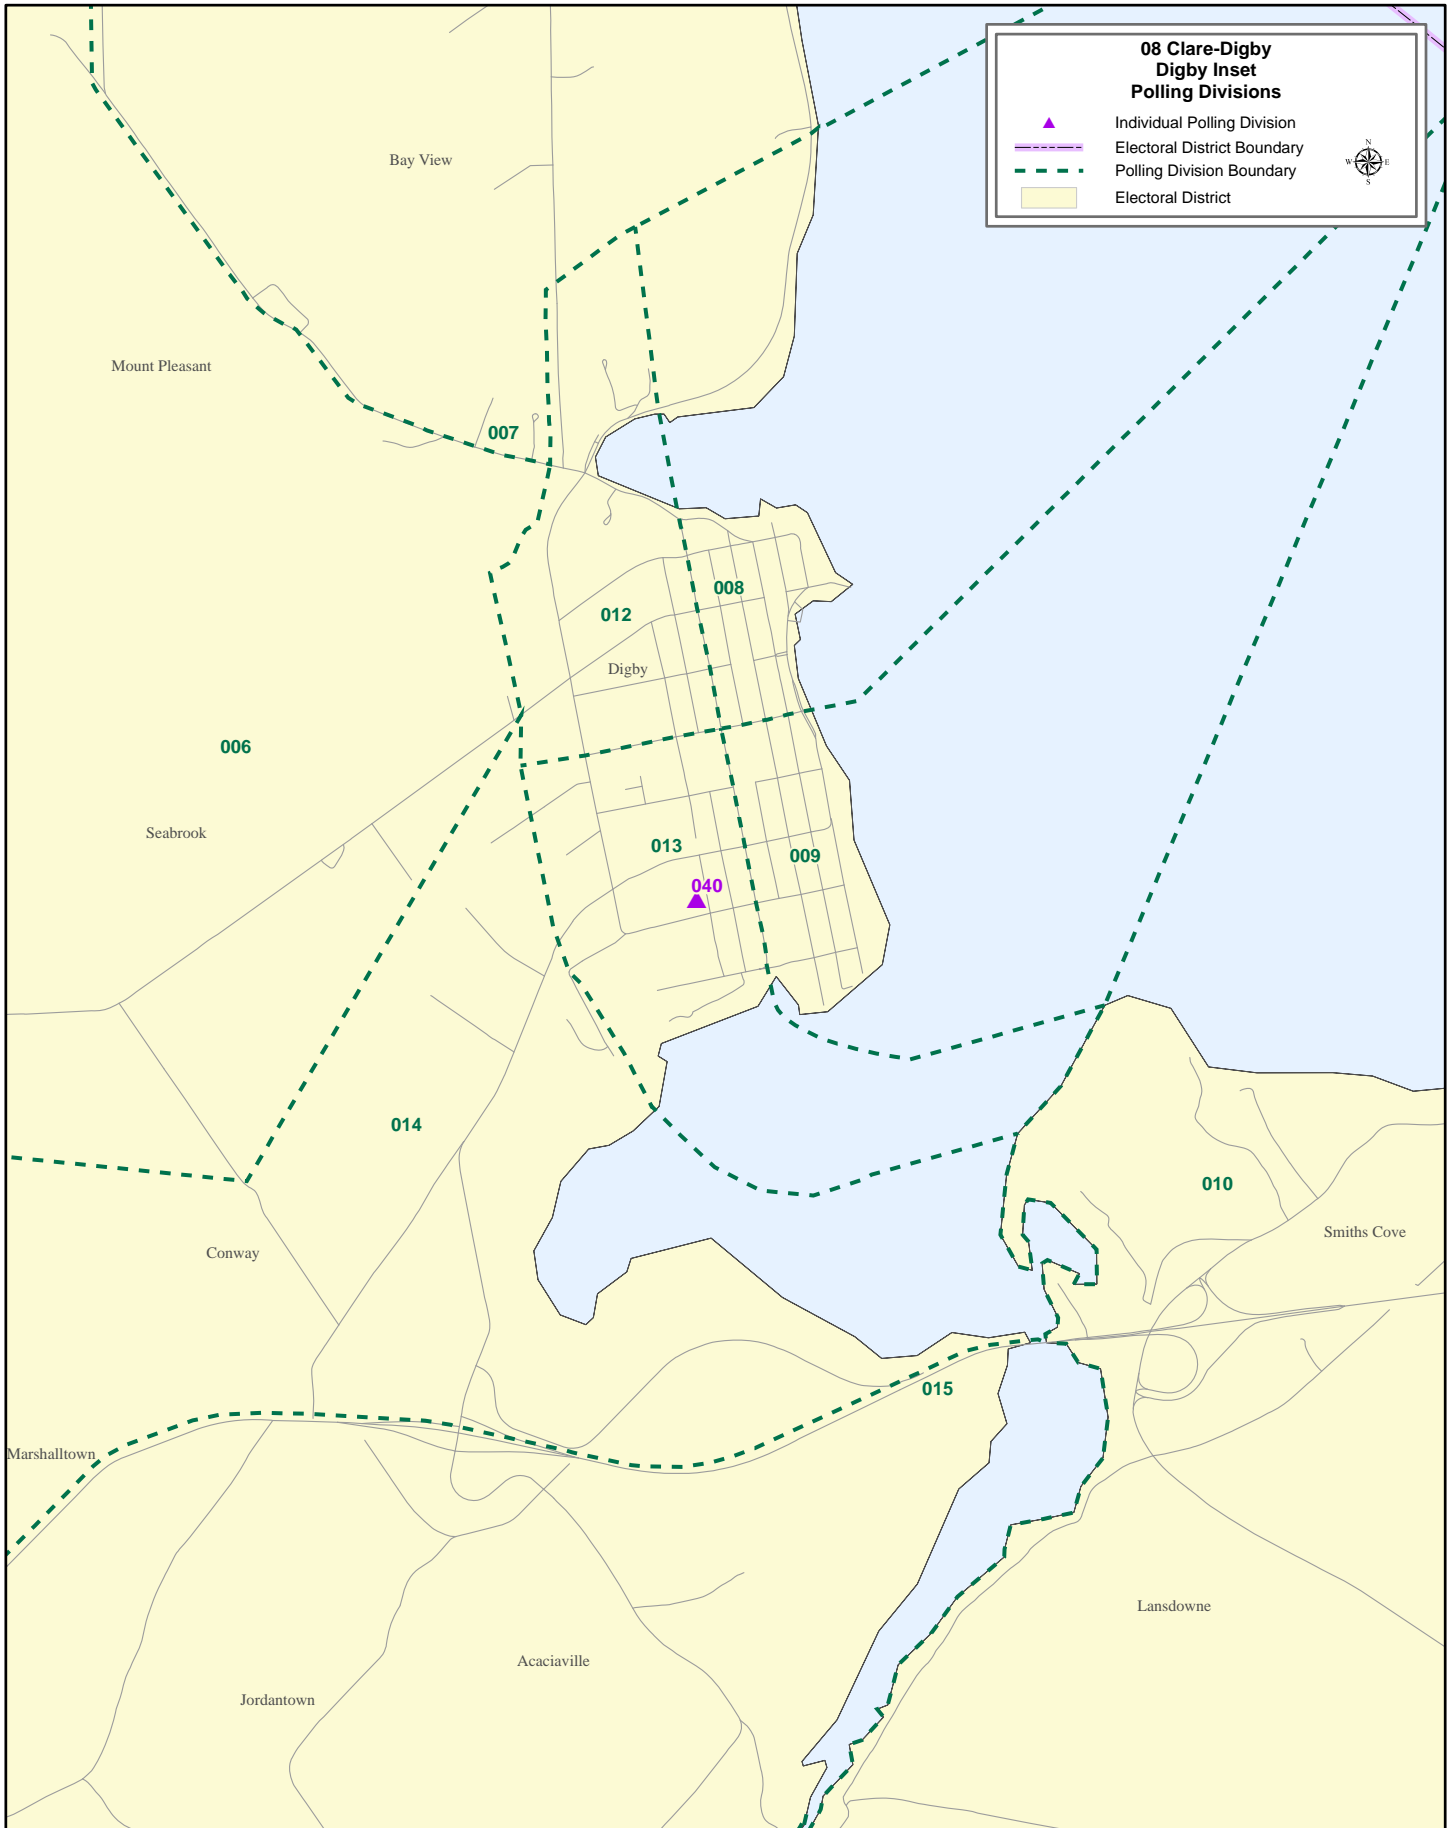 08 Clare-Digby
Digby Inset
Polling Divisions
Individual Polling Division
Electoral District Boundary
Polling Division Boundary
Electoral District
N
W E
S
Bay View
Mount Pleasant
007
008
012
Digby
006
Seabrook
013
009
040
014
010
Smiths Cove
Conway
015
Marshalltown
Lansdowne
Acaciaville
Jordantown